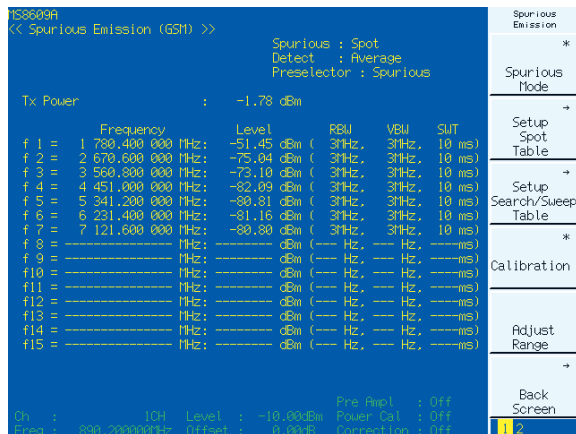 MS8609A
<< Spurious Emission (GSM) >>
Spurious : Spot
Detect : Average
Preselector : Spurious
Tx Power : -1.78 dBm
Frequency Level RBW VBW SWT
f 1 = 1 780.400 000 MHz: -51.45 dBm ( 3MHz, 3MHz, 10 ms)
f 2 = 2 670.600 000 MHz: -75.04 dBm ( 3MHz, 3MHz, 10 ms)
f 3 = 3 560.800 000 MHz: -73.10 dBm ( 3MHz, 3MHz, 10 ms)
f 4 = 4 451.000 000 MHz: -82.09 dBm ( 3MHz, 3MHz, 10 ms)
f 5 = 5 341.200 000 MHz: -80.81 dBm ( 3MHz, 3MHz, 10 ms)
f 6 = 6 231.400 000 MHz: -81.16 dBm ( 3MHz, 3MHz, 10 ms)
f 7 = 7 121.600 000 MHz: -80.80 dBm ( 3MHz, 3MHz, 10 ms)
f 8 = --------------- MHz: -------- dBm (--- Hz, --- Hz, ----ms)
f 9 = --------------- MHz: -------- dBm (--- Hz, --- Hz, ----ms)
f10 = --------------- MHz: -------- dBm (--- Hz, --- Hz, ----ms)
f11 = --------------- MHz: -------- dBm (--- Hz, --- Hz, ----ms)
f12 = --------------- MHz: -------- dBm (--- Hz, --- Hz, ----ms)
f13 = --------------- MHz: -------- dBm (--- Hz, --- Hz, ----ms)
f14 = --------------- MHz: -------- dBm (--- Hz, --- Hz, ----ms)
f15 = --------------- MHz: -------- dBm (--- Hz, --- Hz, ----ms)
Pre Ampl : Off
Ch : 1CH Level : -10.00dBm Power Cal : Off
Freq : 890.200000MHz Offset : 0.00dB Correction : Off
Spurious
Emission
*
Spurious
Mode
→
Setup
Spot
Table
→
Setup
Search/Sweep
Table
*
Calibration
Adjust
Range
→
Back
Screen
1 2